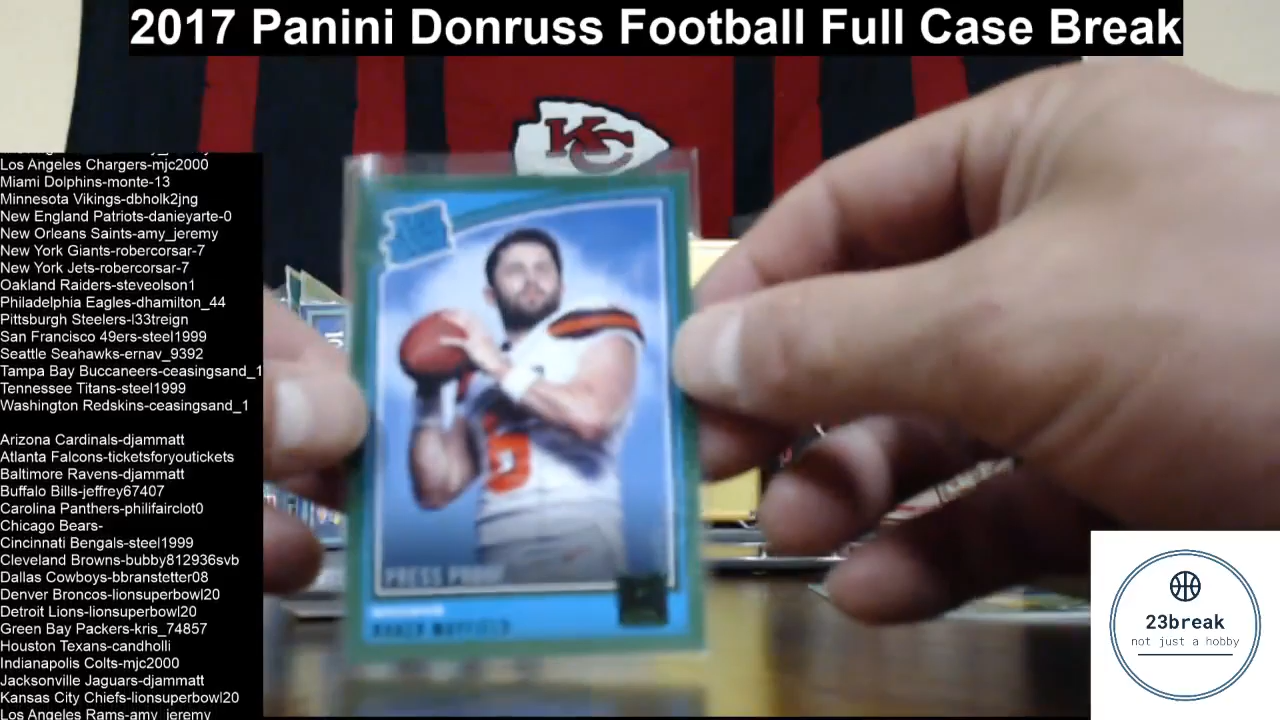 2017 Panini Donruss Football Full Case Break
KC
Los Angeles Chargers-mjc2000
Miami Dolphins-monte-13
Minnesota Vikings-dbholk2jng
New England Patriots-danieyarte-0
New Orleans Saints-amy_jeremy
New York Giants-robercorsar-7
New York Jets-robercorsar-7
Oakland Raiders-steveolson1
Philadelphia Eagles-dhamilton_44
Pittsburgh Steelers-l33treign
San Francisco 49ers-steel1999
Seattle Seahawks-ernav_9392
Tampa Bay Buccaneers-ceasingsand_1
Tennessee Titans-steel1999
Washington Redskins-ceasingsand_1
Arizona Cardinals-djammatt
Atlanta Falcons-ticketsforyoutickets
Baltimore Ravens-djammatt
Buffalo Bills-jeffrey67407
Carolina Panthers-philifairclot0
Chicago Bears-
Cincinnati Bengals-steel1999
Cleveland Browns-bubby812936svb
Dallas Cowboys-bbranstetter08
Denver Broncos-lionsuperbowl20
Detroit Lions-lionsuperbowl20
Green Bay Packers-kris_74857
Houston Texans-candholli
Indianapolis Colts-mjc2000
Jacksonville Jaguars-djammatt
Kansas City Chiefs-lionsuperbowl20
Los Angeles Rams-amy_jeremy
6
PRESS PROOF
BAKER MAYFIELD
23break
not just a hobby